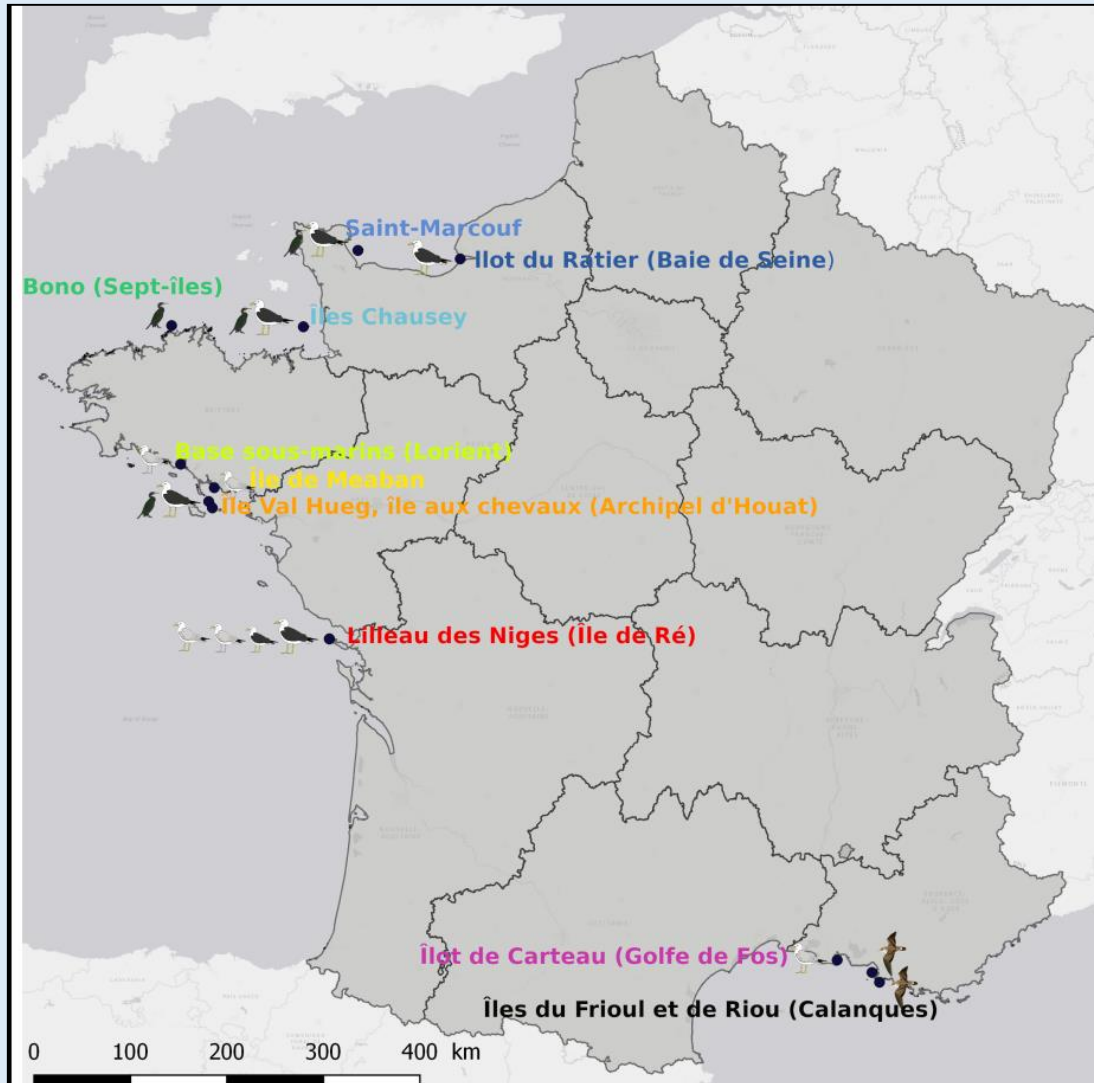 Saint-Marcouf
Ilot du Ratier (Baie de Seine)
Bono (Sept-îles)
Îles Chausey
Base sous-marins (Lorient)
Île de Meaban
Île Val Hueg, île aux chevaux (Archipel d'Houat)
Lilleau des Niges (Île de Ré)
Îlot de Carteau (Golfe de Fos)
Îles du Frioul et de Riou (Calanques)
0 100 200 300 400 km